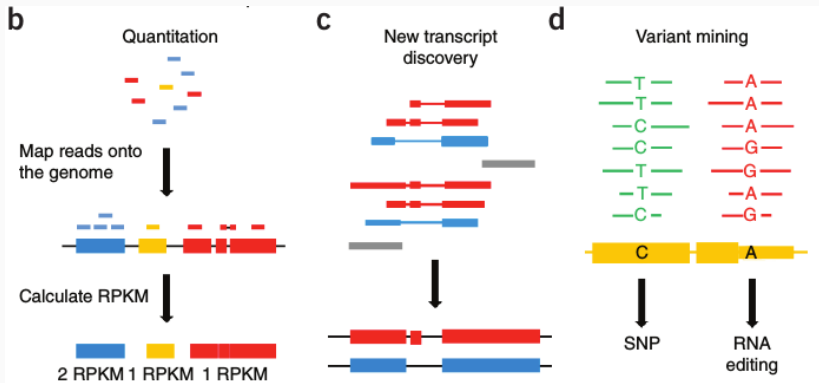 b
Quantitation
Map reads onto
the genome
Calculate RPKM
2 RPKM 1 RPKM 1 RPKM
c
New transcript
discovery
d
Variant mining
T A
T A
C A
C G
T G
T A
C G
C A
SNP
RNA
editing